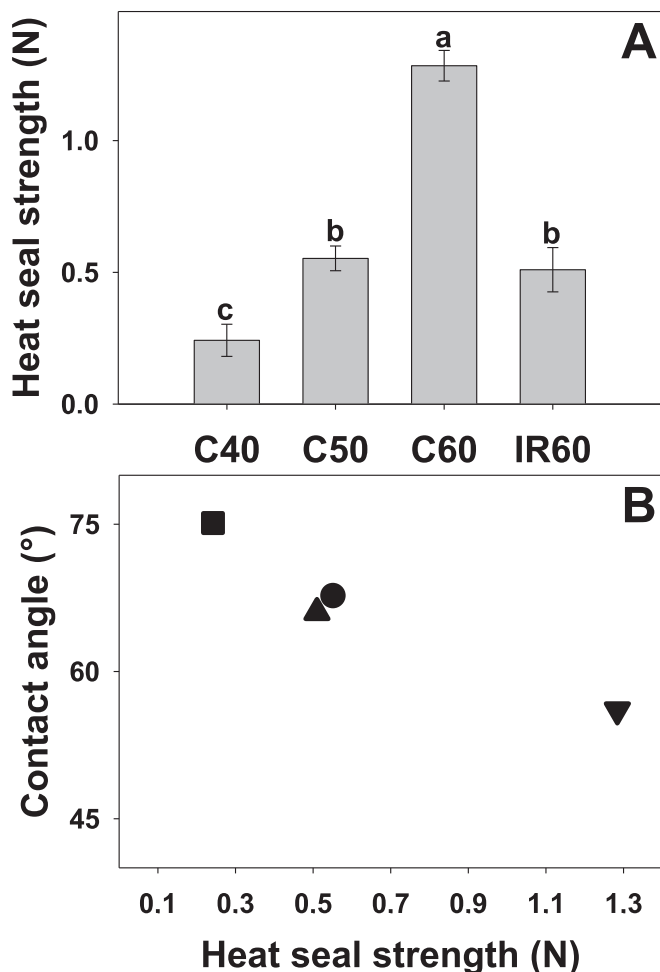 A
Heat seal strength (N)
a
1.0
b
b
0.5
c
0.0
C40 C50 C60 IR60
B
75
Contact angle (°)
60
45
0.1 0.3 0.5 0.7 0.9 1.1 1.3
Heat seal strength (N)